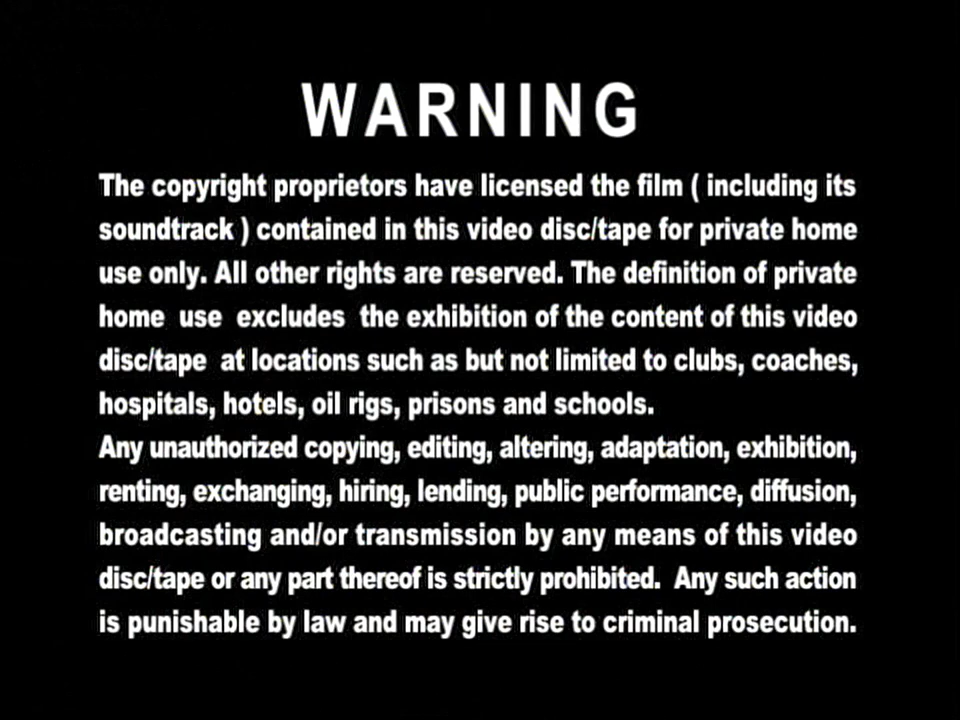 WARNING
The copyright proprietors have licensed the film ( including its
soundtrack ) contained in this video disc/tape for private home
use only. All other rights are reserved. The definition of private
home use excludes the exhibition of the content of this video
disc/tape at locations such as but not limited to clubs, coaches,
hospitals, hotels, oil rigs, prisons and schools.
Any unauthorized copying, editing, altering, adaptation, exhibition,
renting, exchanging, hiring, lending, public performance, diffusion,
broadcasting and/or transmission by any means of this video
disc/tape or any part thereof is strictly prohibited. Any such action
is punishable by law and may give rise to criminal prosecution.